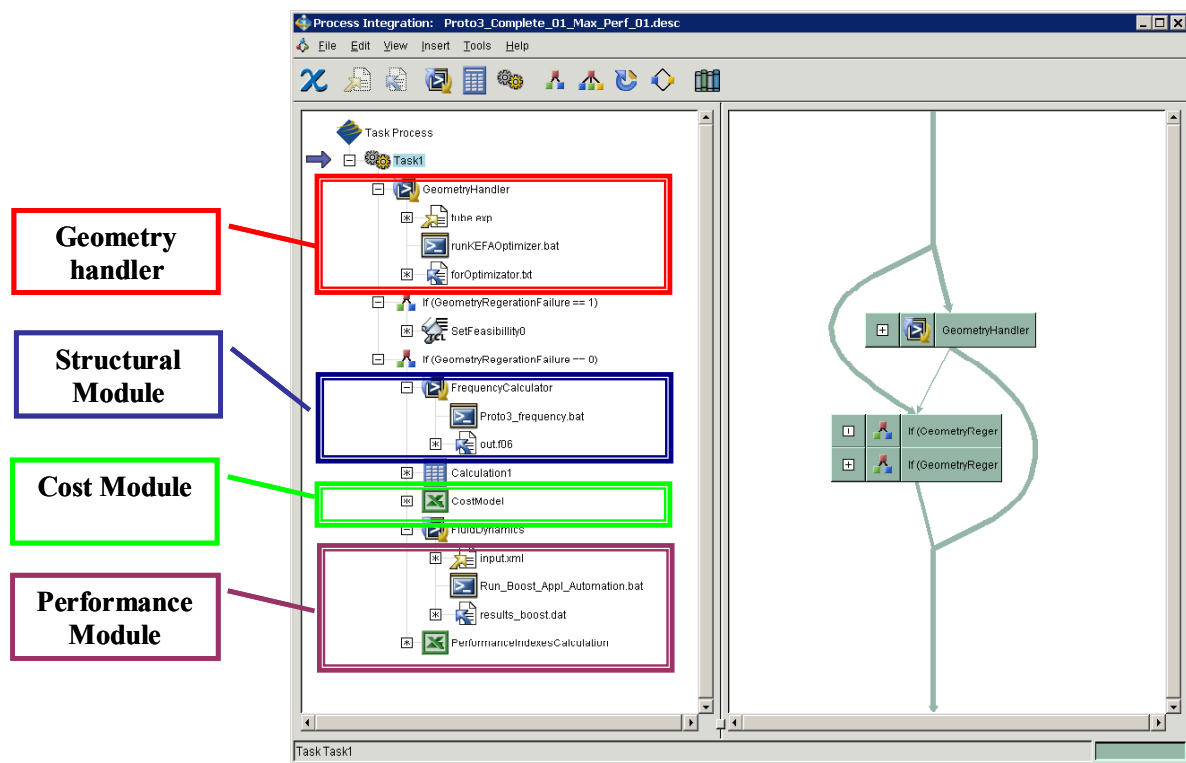 Process Integration: Proto3_Complete_01_Max_Perf_01.desc
File Edit View Insert Tools Help
Task Process
Task1
GeometryHandler
tube.exp
runKEFAOptimizer.bat
forOptimizator.txt
If (GeometryRegerationFailure == 1)
SetFeasibillity0
If (GeometryRegerationFailure == 0)
FrequencyCalculator
Proto3_frequency.bat
out.f06
Calculation1
CostModel
FluidDynamics
input.xml
Run_Boost_Appl_Automation.bat
results_boost.dat
PerformanceIndexesCalculation
Geometry
handler
Structural
Module
Cost Module
Performance
Module
GeometryHandler
If (GeometryReger
If (GeometryReger
Task Task1